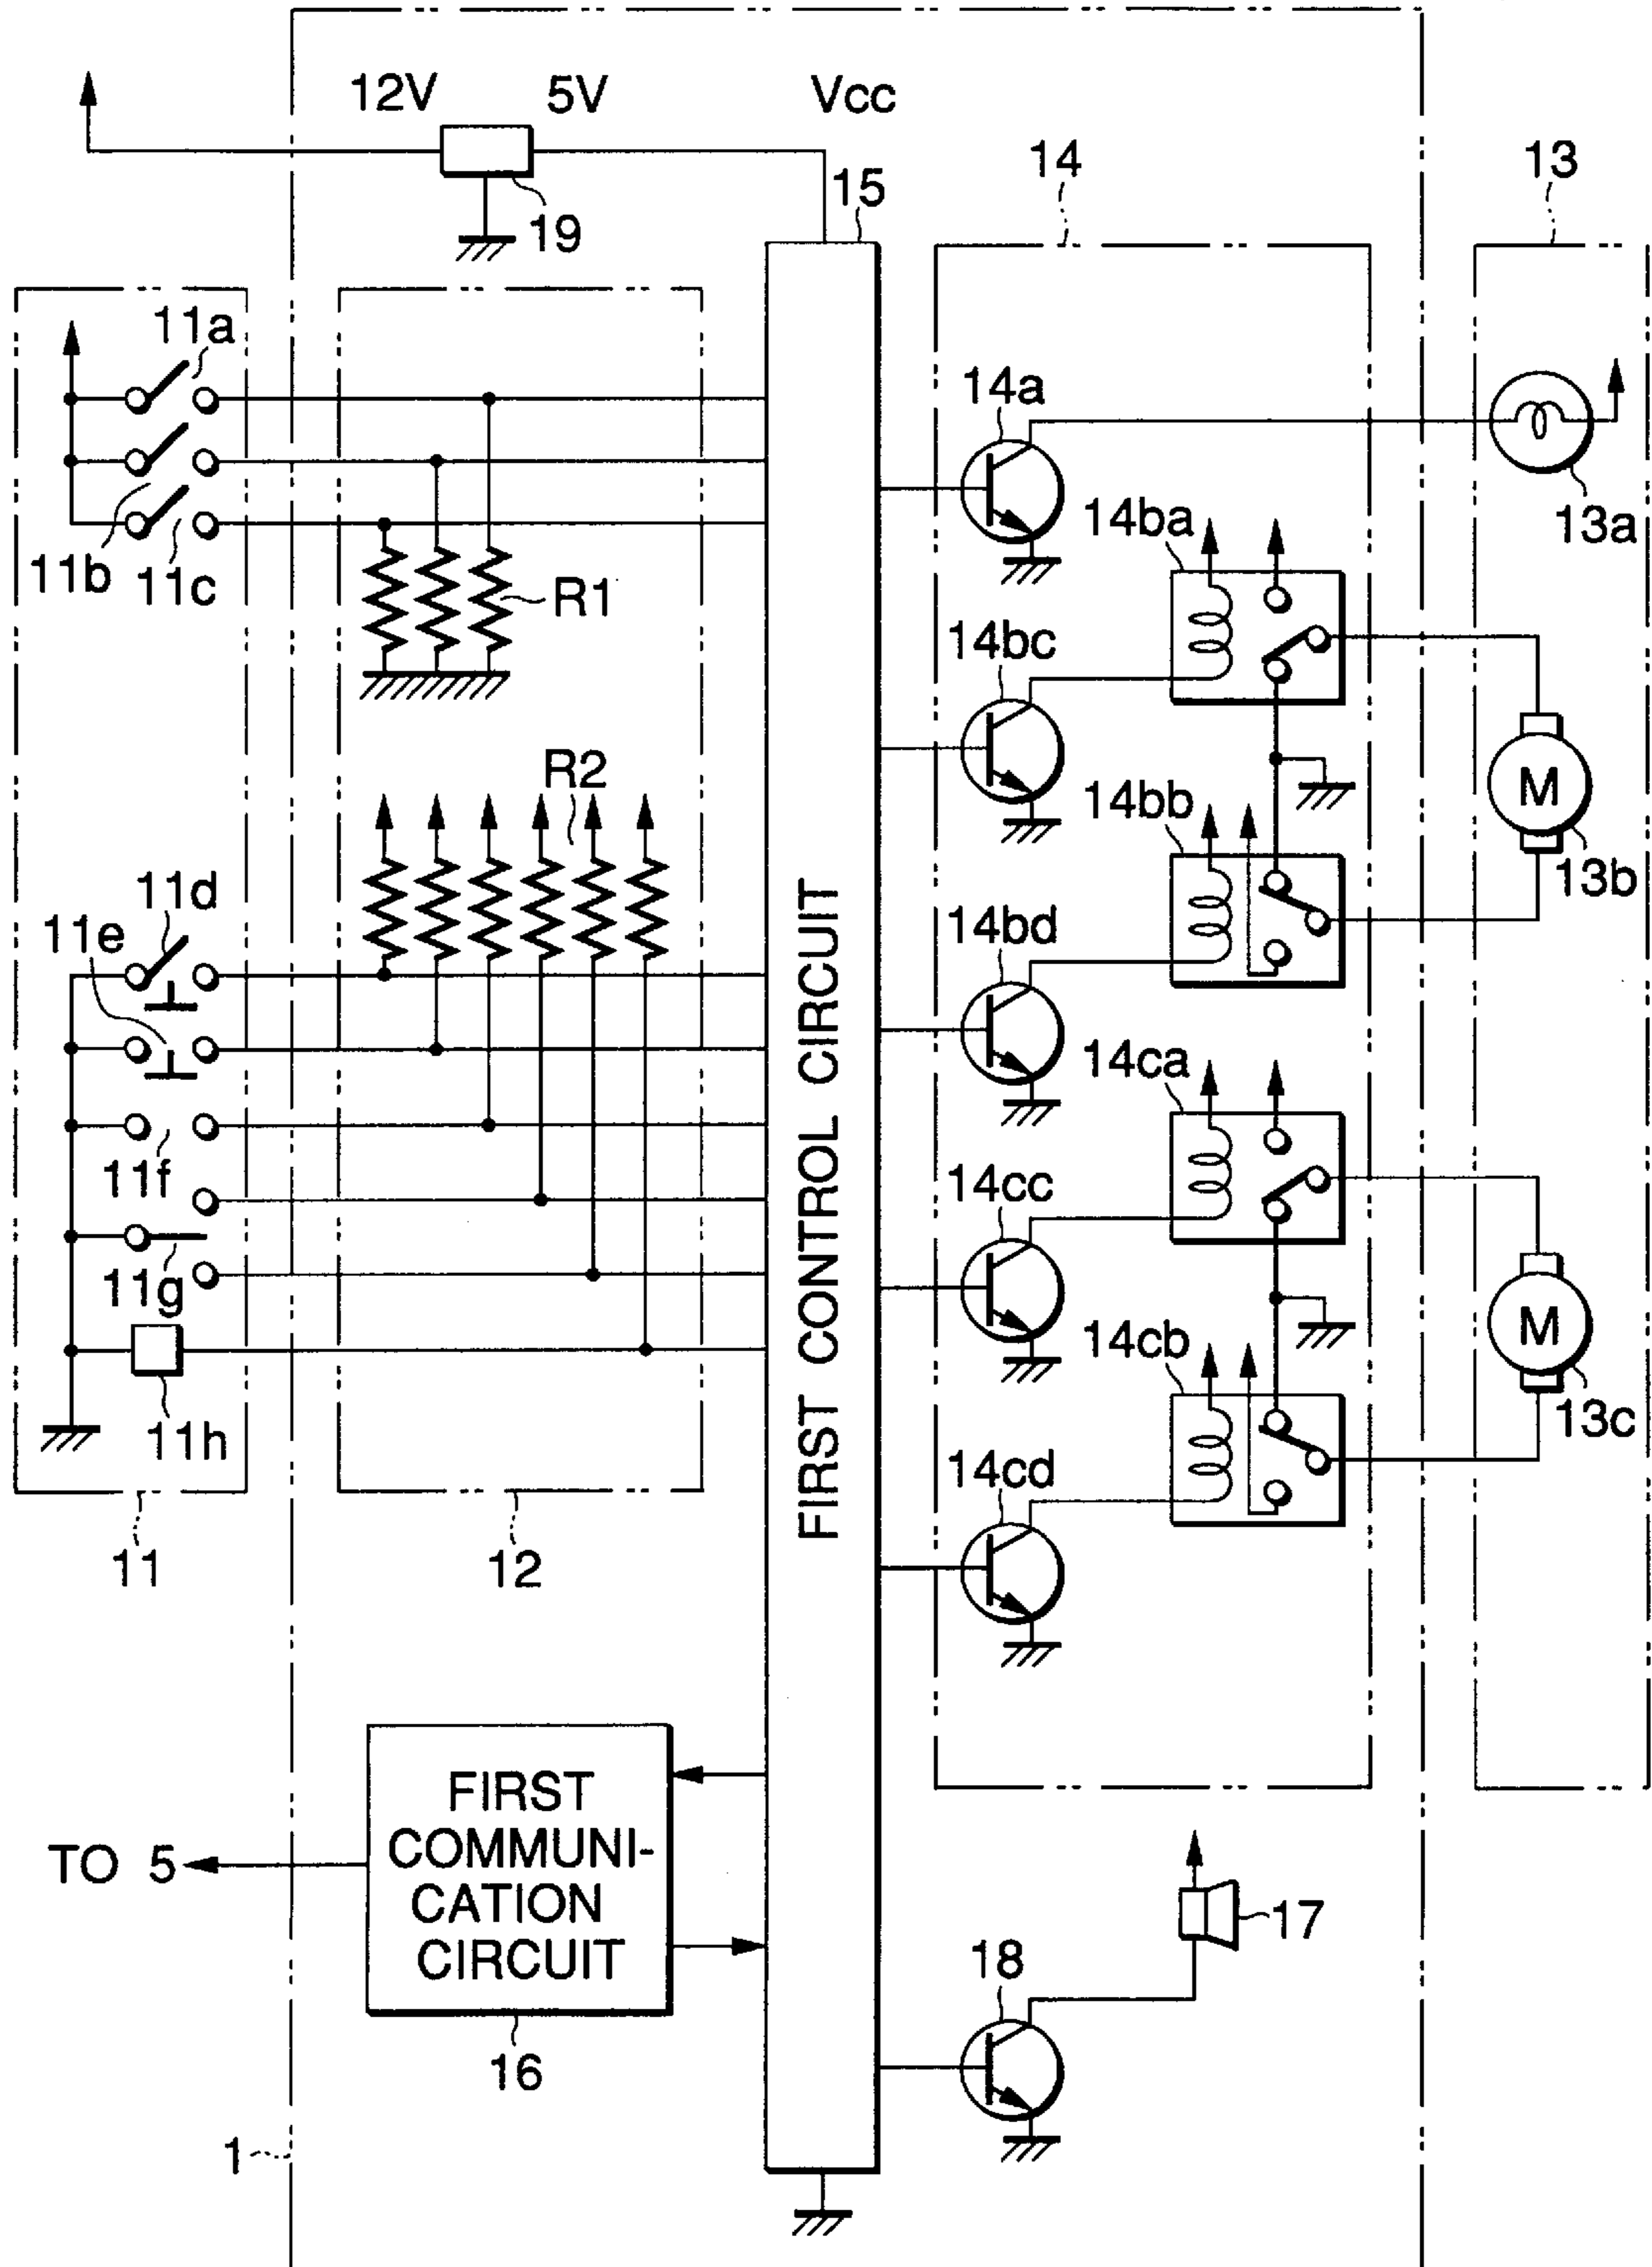 12V
5V
Vcc
14
13
15
19
11a
14a
13a
14ba
11b
11c
R1
14bc
R2
14bb
M
13b
11d
11e
14bd
FIRST CONTROL CIRCUIT
14ca
11f
14cc
11g
14cb
M
13c
11h
14cd
11
12
FIRST
COMMUNI-
CATION
CIRCUIT
TO 5
17
18
16
1